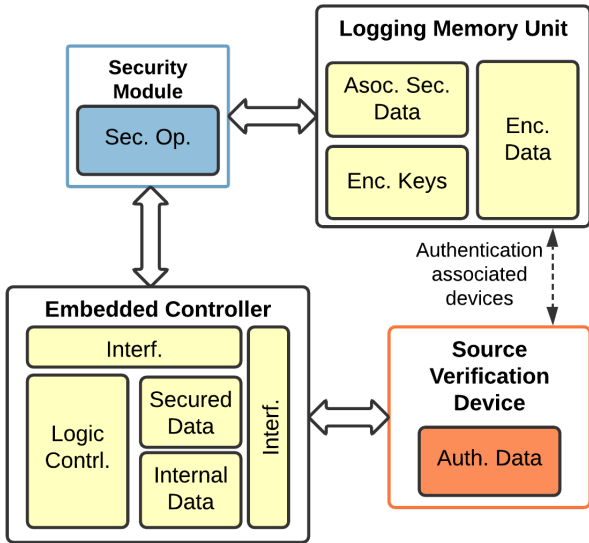 Logging Memory Unit
Security
Module
Sec. Op.
Asoc. Sec.
Data
Enc. Keys
Enc.
Data
Authentication
associated
devices
Embedded Controller
Interf.
Logic
Contrl.
Secured
Data
Internal
Data
Interf.
Source
Verification
Device
Auth. Data